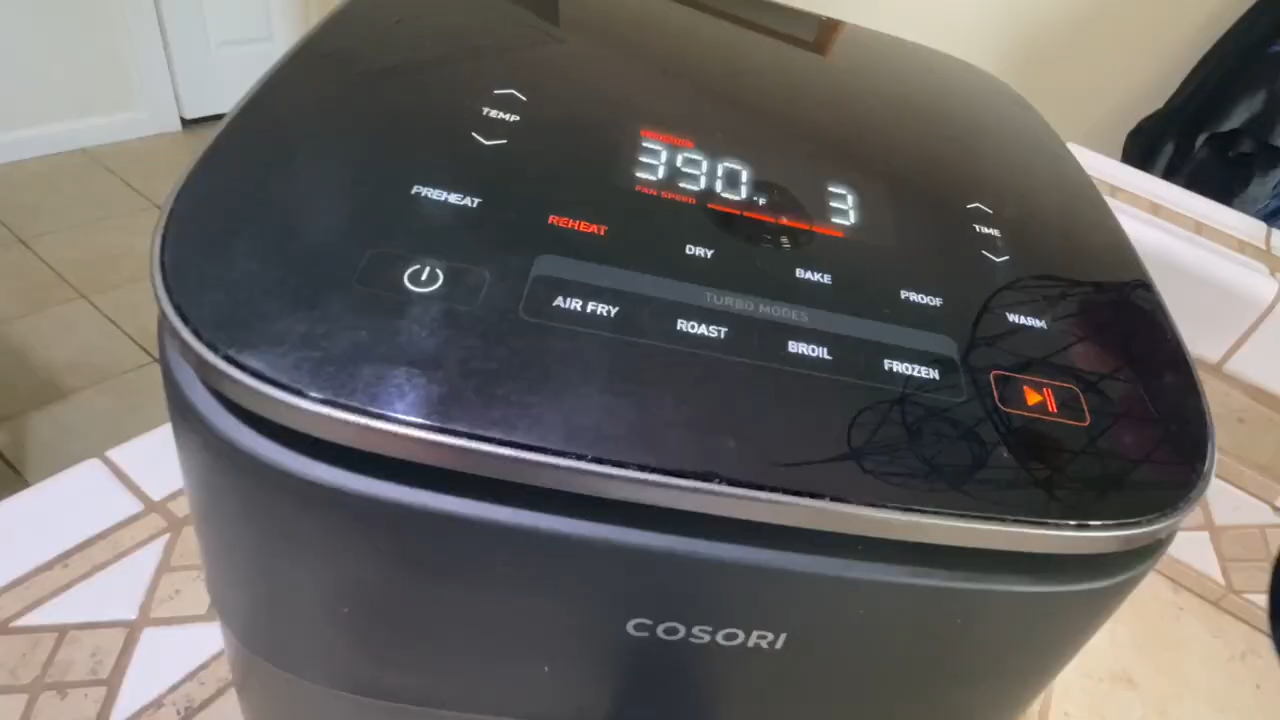 TEMP
390 °F 3
FAN SPEED
TIME
PREHEAT
REHEAT
DRY
BAKE
PROOF
WARM
TURBO MODES
AIR FRY
ROAST
BROIL
FROZEN
COSORI